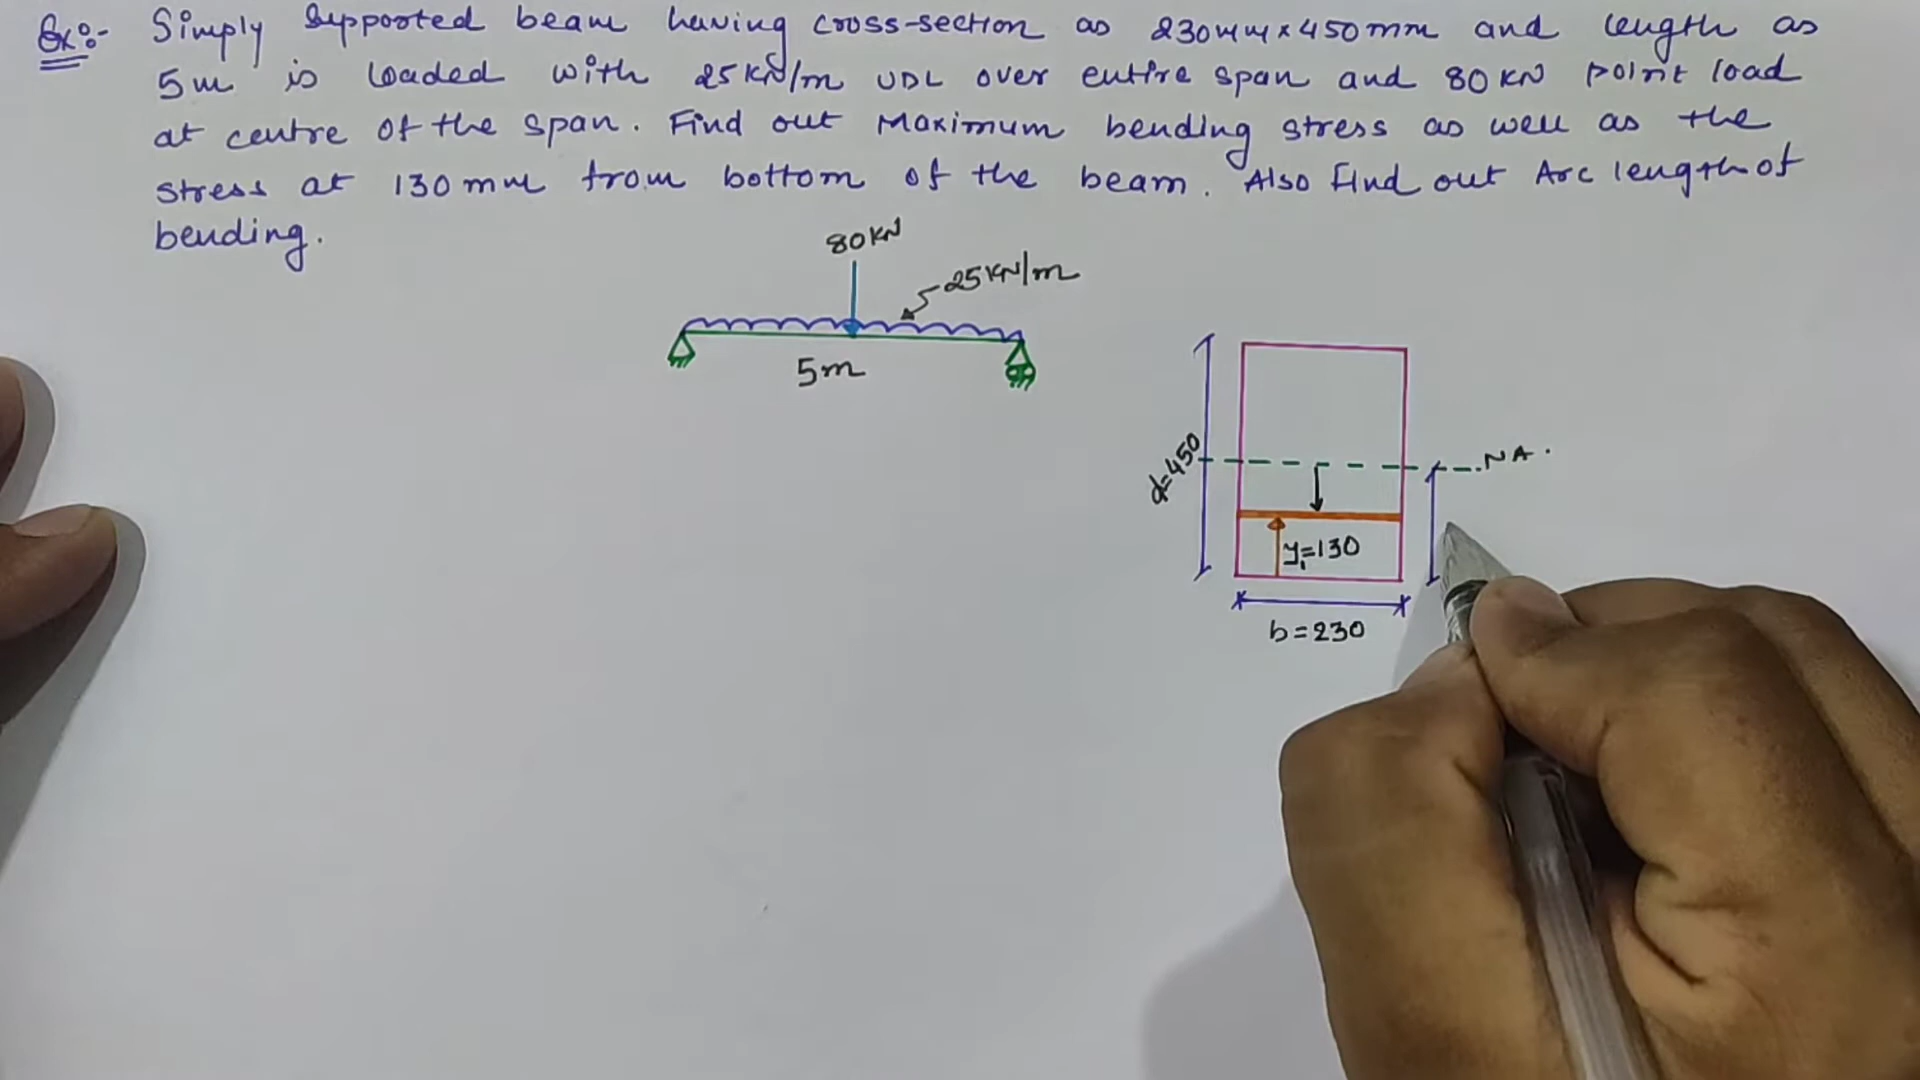 Ex:- Simply supported beam having cross-section as 230mm x 450mm and length as
5m is loaded with 25KN/m UDL over entire span and 80KN point load
at centre of the span. Find out Maximum bending stress as well as the
stress at 130mm from bottom of the beam. Also Find out Arc length of
bending.
80KN
25KN/m
5m
d=450
N A.
y₁=130
b=230